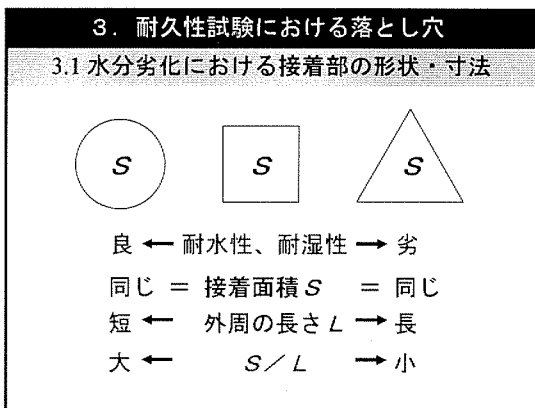 ３．耐久性試験における落とし穴
3.1 水分劣化における接着部の形状・寸法
S S S
良 ← 耐水性、耐湿性 → 劣
同じ ＝ 接着面積 S ＝ 同じ
短 ← 外周の長さ L → 長
大 ← S／L → 小